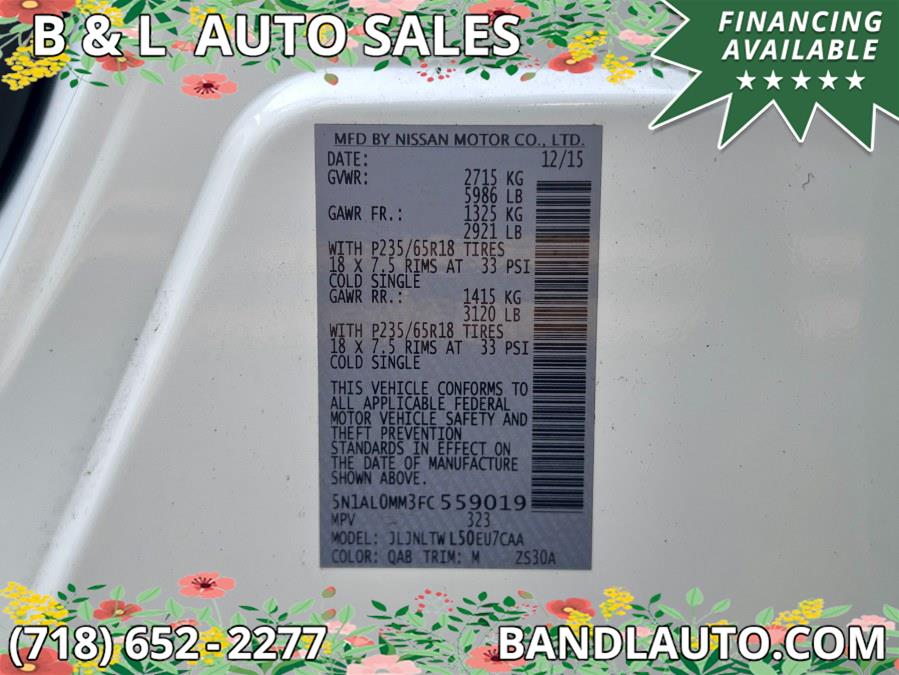 B & L AUTO SALES
FINANCING
AVAILABLE
MFD BY NISSAN MOTOR CO., LTD.
DATE: 12/15
GVWR: 2715 KG
5986 LB
GAWR FR.: 1325 KG
2921 LB
WITH P235/65R18 TIRES
18 X 7.5 RIMS AT 33 PSI
COLD SINGLE
GAWR RR.: 1415 KG
3120 LB
WITH P235/65R18 TIRES
18 X 7.5 RIMS AT 33 PSI
COLD SINGLE
THIS VEHICLE CONFORMS TO
ALL APPLICABLE FEDERAL
MOTOR VEHICLE SAFETY AND
THEFT PREVENTION
STANDARDS IN EFFECT ON
THE DATE OF MANUFACTURE
SHOWN ABOVE.
5N1AL0MM3FC559019
MPV 323
MODEL: JLJNLTW L50EU7CAA
COLOR: QAB TRIM: M ZS30A
(718) 652-2277
BANDLAUTO.COM